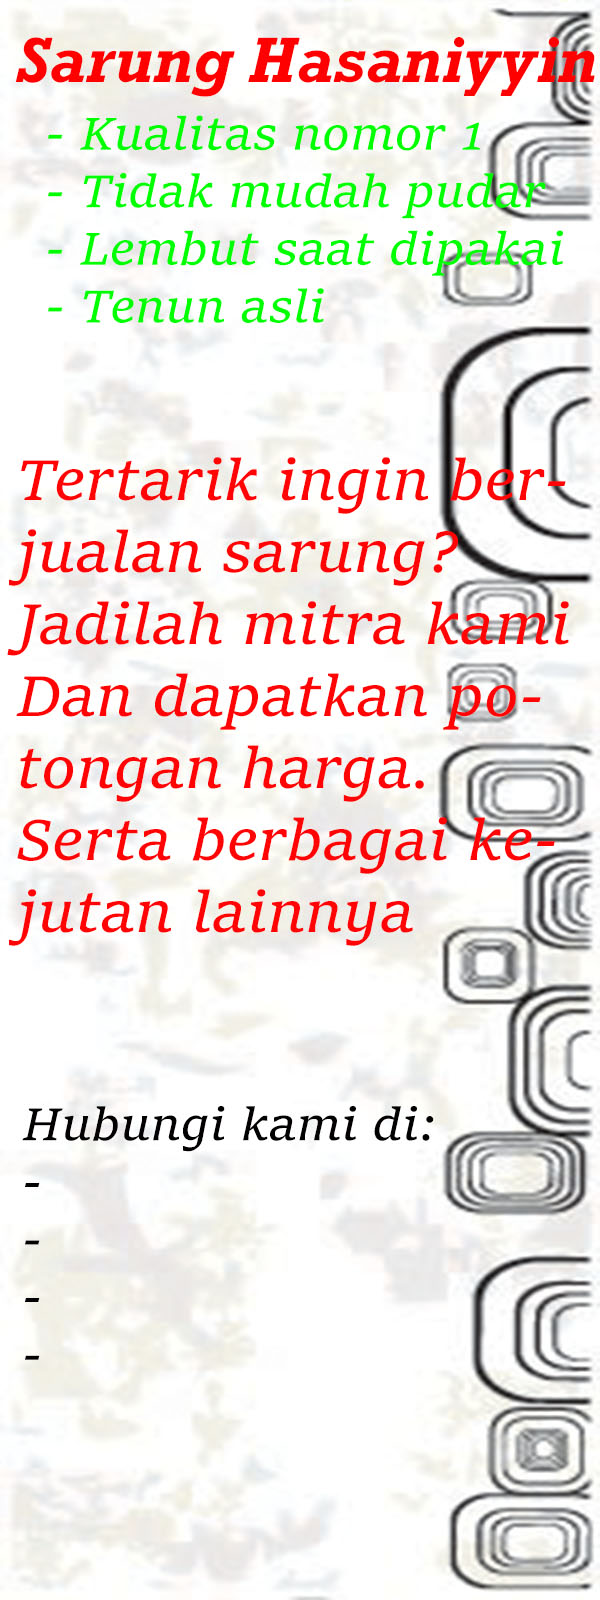 Sarung Hasaniyyin
- Kualitas nomor 1
- Tidak mudah pudar
- Lembut saat dipakai
- Tenun asli
Tertarik ingin ber-
jualan sarung?
Jadilah mitra kami
Dan dapatkan po-
tongan harga.
Serta berbagai ke-
jutan lainnya
Hubungi kami di:
-
-
-
-